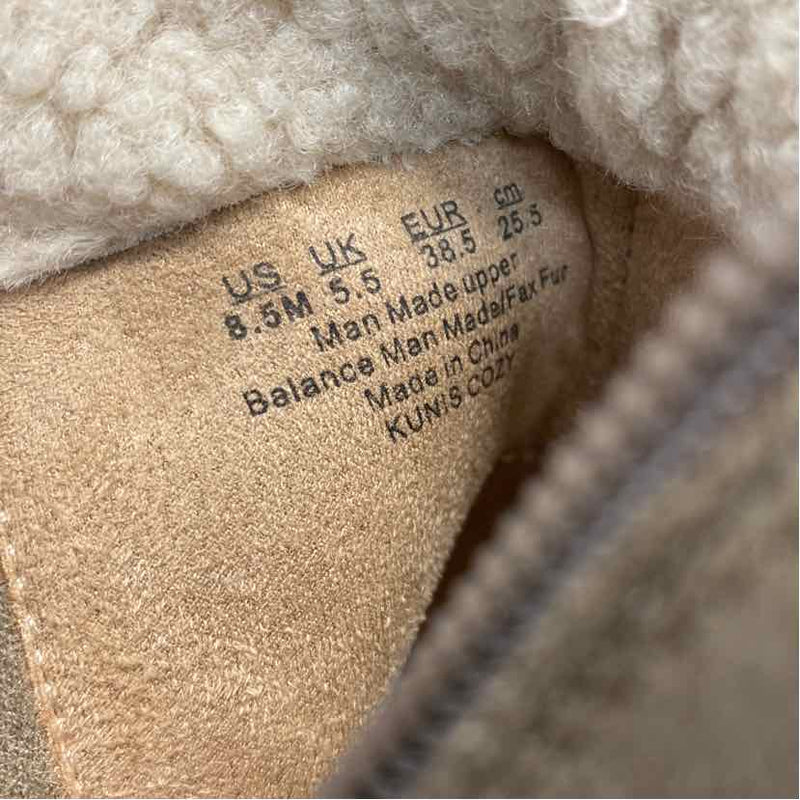 US UK EUR cm
8.5M 5.5 38.5 25.5
Man Made upper
Balance Man Made/Fax Fur
Made in China
KUNIS COZY